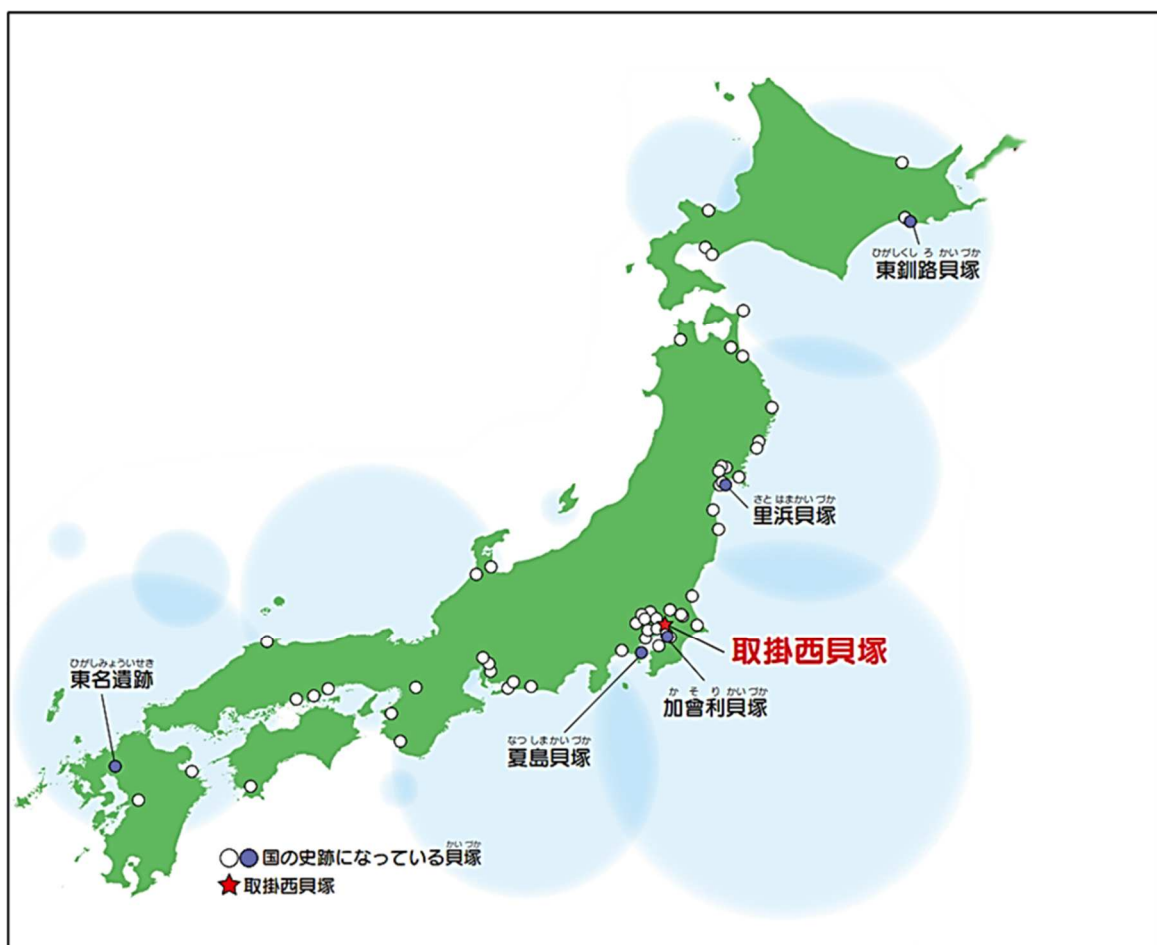 ひがしくしろかいづか
東釧路貝塚
さとはまかいづか
里浜貝塚
取掛西貝塚
ひがしみょういせき
東名遺跡
かそりかいづか
加曾利貝塚
なつしまかいづか
夏島貝塚
かいづか
国の史跡になっている貝塚
取掛西貝塚